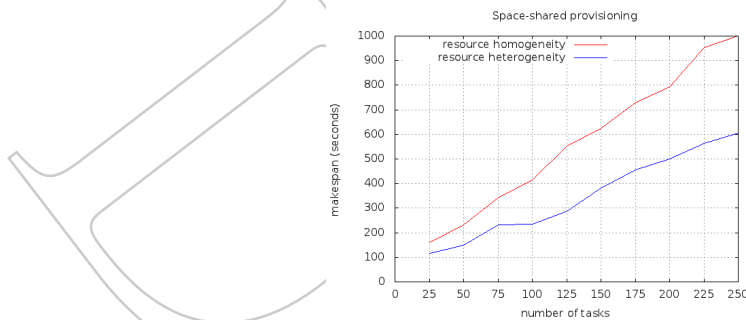 Space-shared provisioning
resource homogeneity
resource heterogeneity
makespan (seconds)
1000
900
800
700
600
500
400
300
200
100
0
0 25 50 75 100 125 150 175 200 225 250
number of tasks